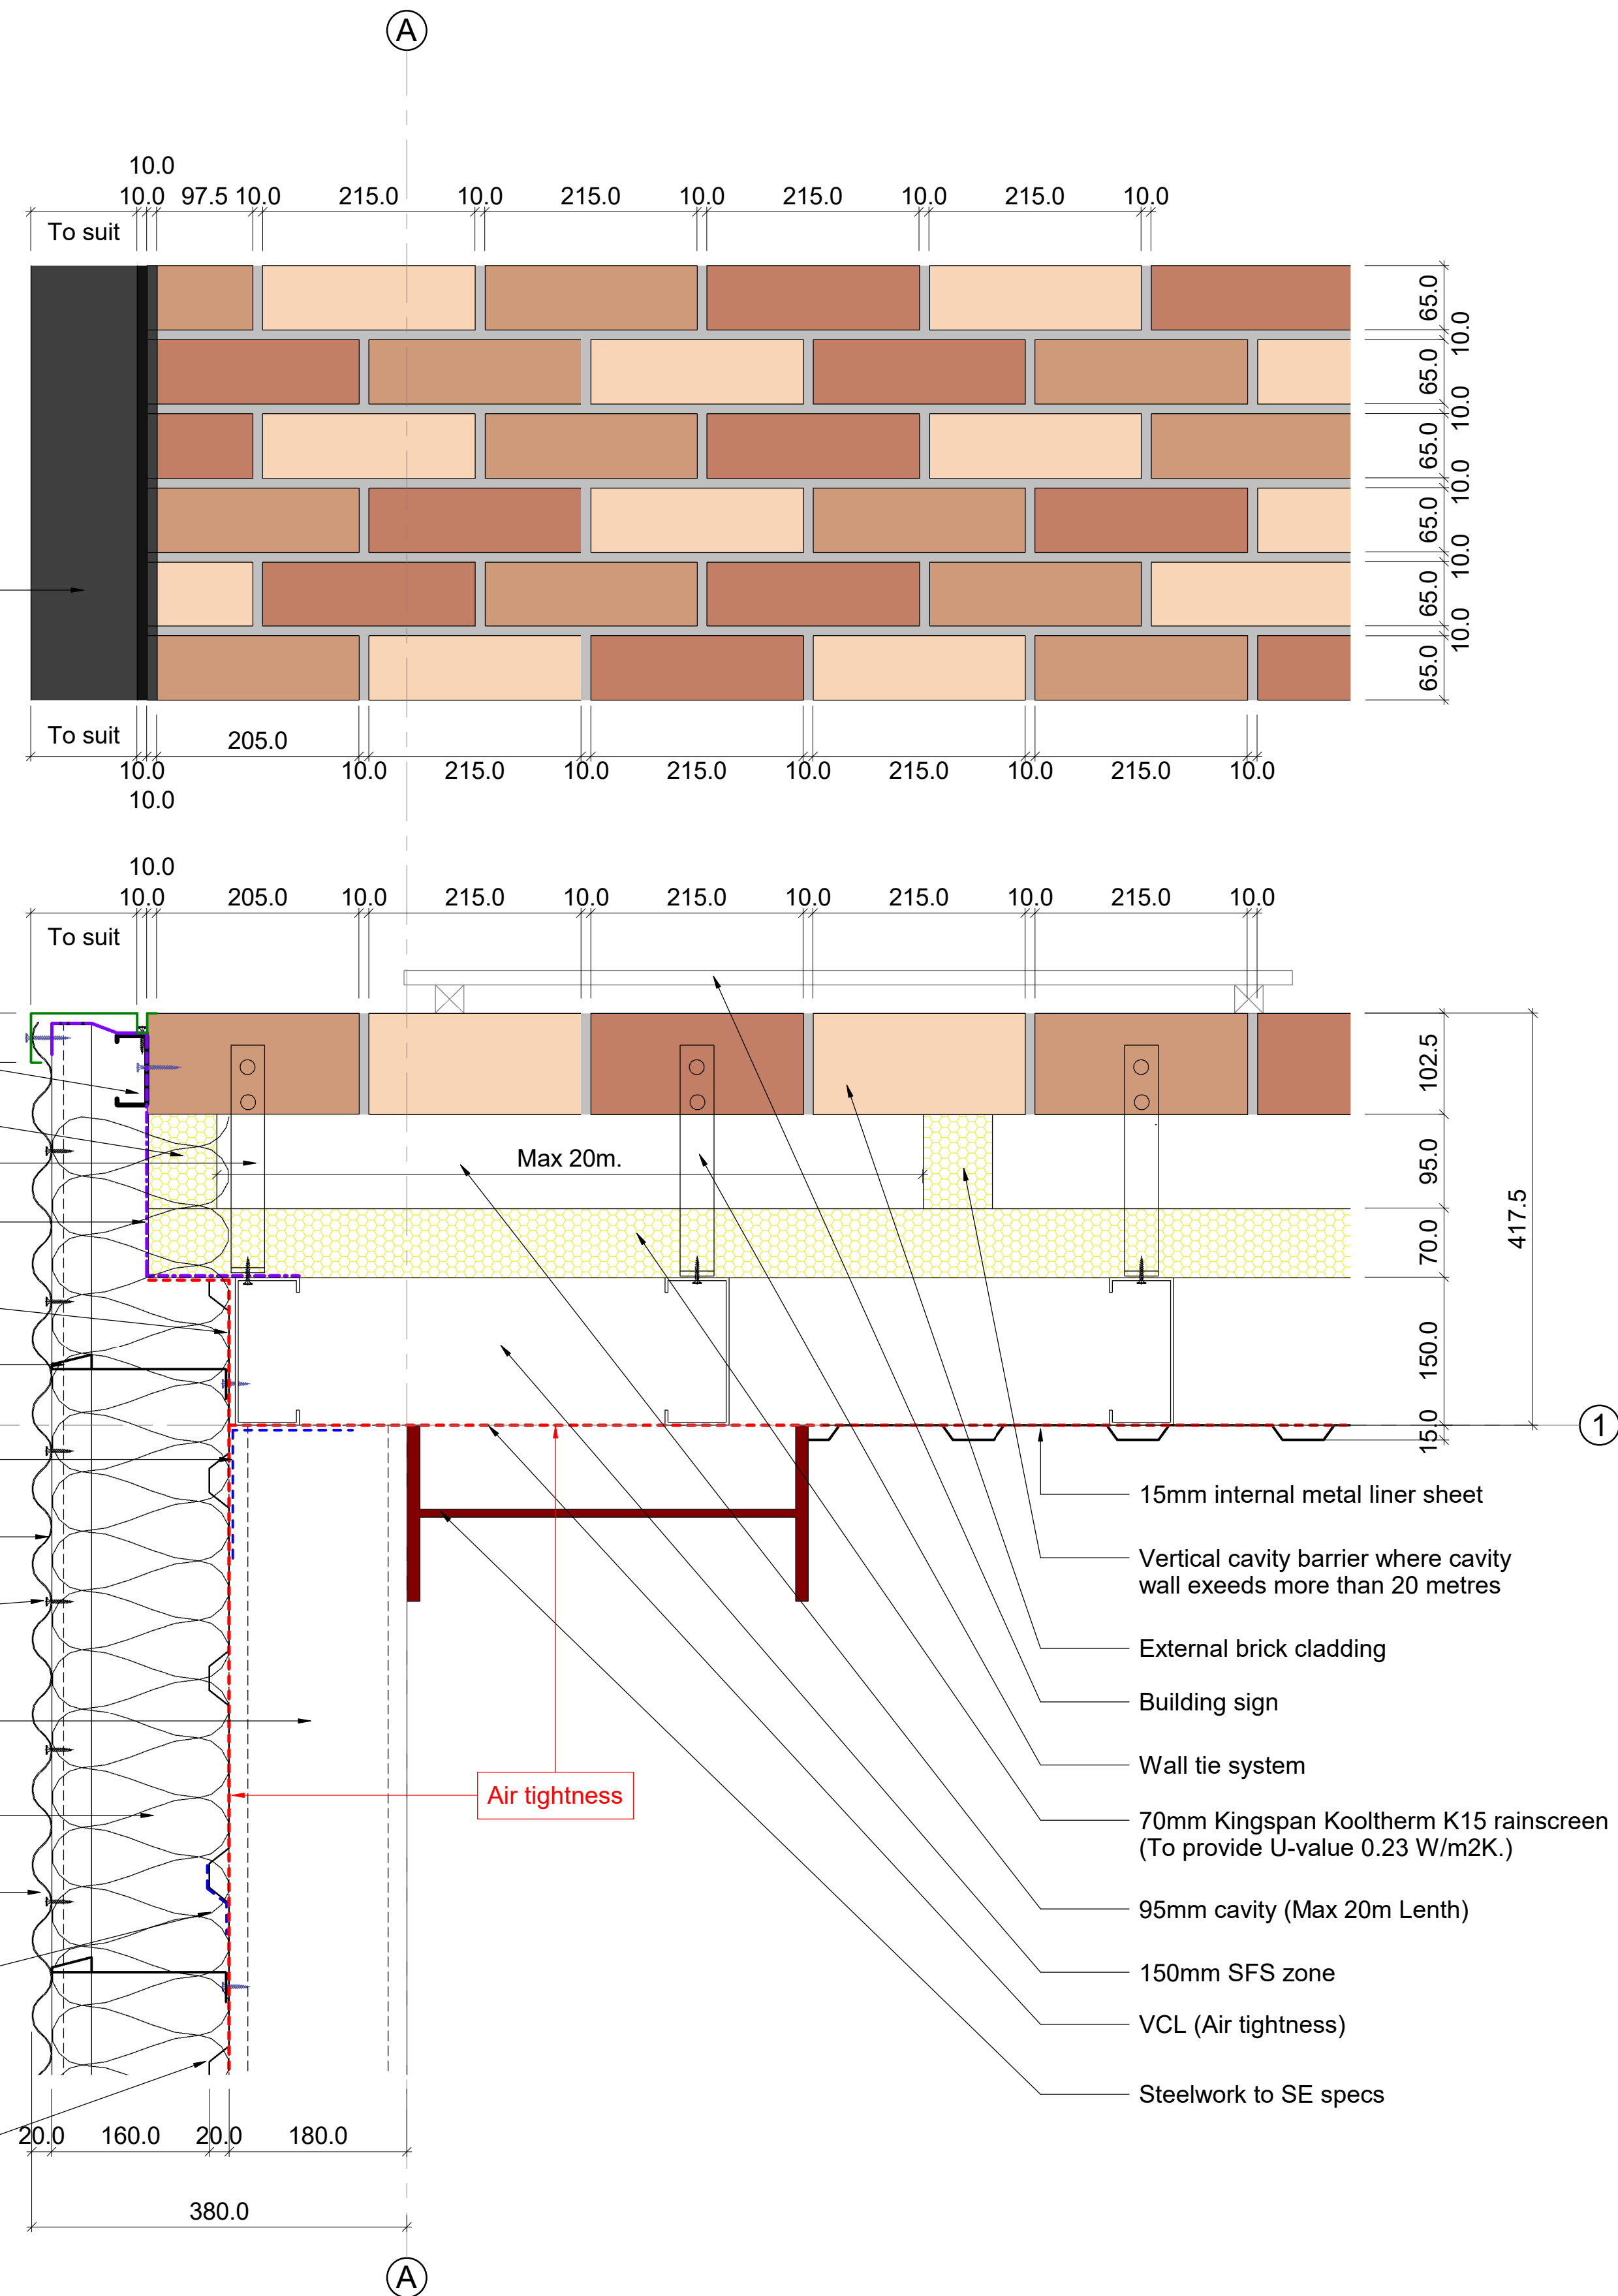 A
10.0
10.0 97.5 10.0 215.0 10.0 215.0 10.0 215.0 10.0 215.0 10.0
To suit
65.0
10.0
65.0
10.0
65.0
10.0
65.0
10.0
65.0
10.0
65.0
To suit
205.0
10.0 10.0 215.0 10.0 215.0 10.0 215.0 10.0 215.0 10.0
10.0
10.0
10.0 205.0 10.0 215.0 10.0 215.0 10.0 215.0 10.0 215.0 10.0
To suit
102.5
Max 20m.
95.0
417.5
70.0
150.0
1
15.0
15mm internal metal liner sheet
Vertical cavity barrier where cavity
wall exeeds more than 20 metres
External brick cladding
Building sign
Wall tie system
Air tightness
70mm Kingspan Kooltherm K15 rainscreen
(To provide U-value 0.23 W/m2K.)
95mm cavity (Max 20m Lenth)
150mm SFS zone
VCL (Air tightness)
Steelwork to SE specs
20.0 160.0 20.0 180.0
380.0
A